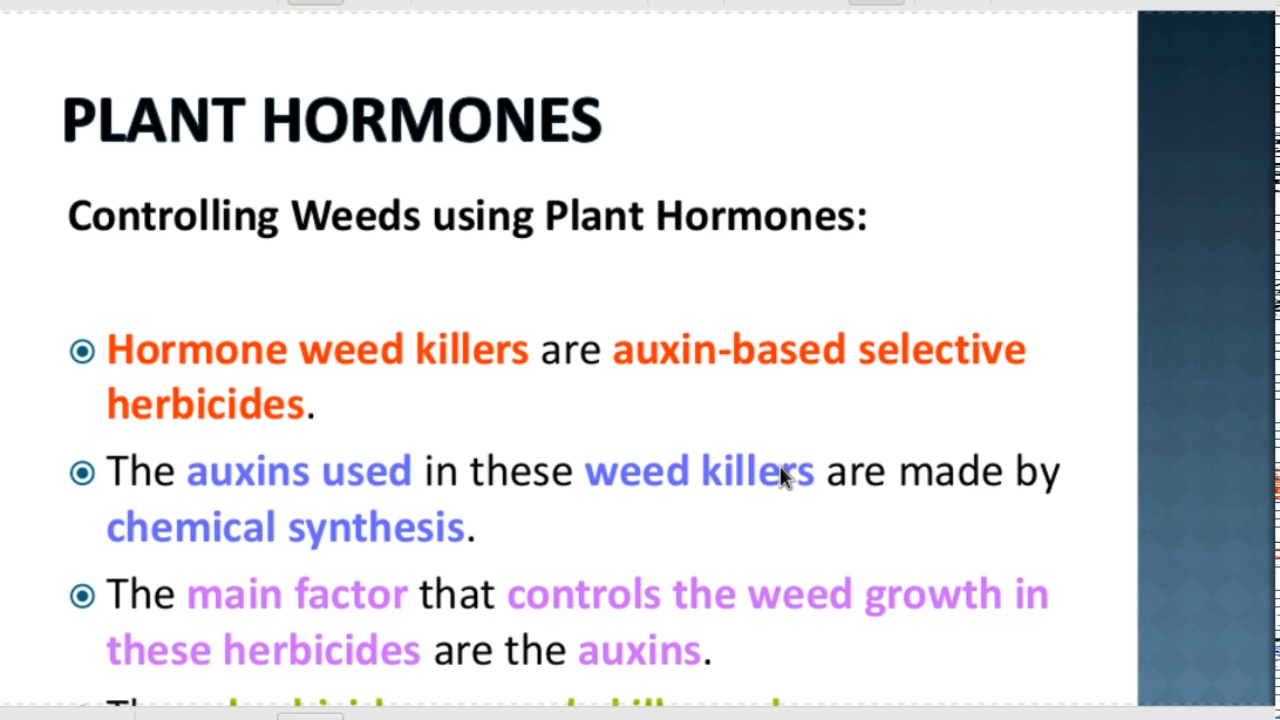 PLANT HORMONES
Controlling Weeds using Plant Hormones:
Hormone weed killers are auxin-based selective
herbicides.
The auxins used in these weed killers are made by
chemical synthesis.
The main factor that controls the weed growth in
these herbicides are the auxins.